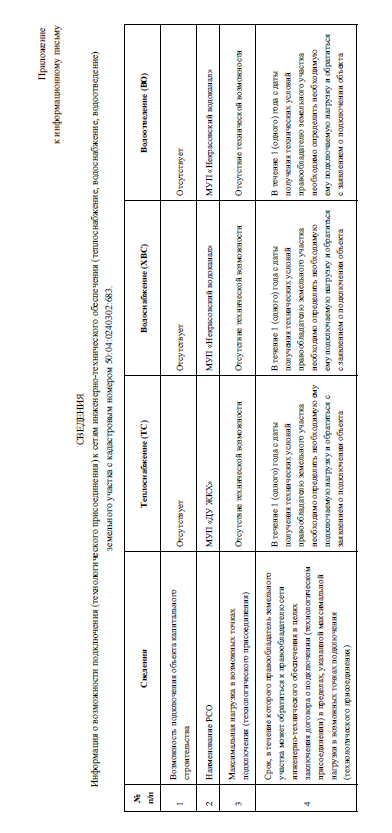 Приложение
к информационному письму
СВЕДЕНИЯ
Информация о возможности подключения (технологического присоединения) к сетям инженерно-технического обеспечения (теплоснабжение, водоснабжение, водоотведение)
земельного участка с кадастровым номером 50:04:0240302:683.
№
п/п
Сведения
Теплоснабжение (ТС)
Водоснабжение (ХВС)
Водоотведение (ВО)
1
Возможность подключения объекта капитального
строительства
Отсутствует
Отсутствует
Отсутствует
2
Наименование РСО
МУП «ДУ ЖКХ»
МУП «Некрасовский водоканал»
МУП «Некрасовский водоканал»
3
Максимальная нагрузка в возможных точках
подключения (технологического присоединения)
Отсутствие технической возможности
Отсутствие технической возможности
Отсутствие технической возможности
4
Срок, в течение которого правообладатель земельного
участка может обратиться к правообладателю сети
инженерно-технического обеспечения в целях
заключения договора о подключении (технологическом
присоединении) в пределах, указанной максимальной
нагрузки в возможных точках подключения
(технологического присоединения)
В течение 1 (одного) года с даты
получения технических условий
правообладателю земельного участка
необходимо определить необходимую ему
подключаемую нагрузку и обратиться с
заявлением о подключении объекта
В течение 1 (одного) года с даты
получения технических условий
правообладателю земельного участка
необходимо определить необходимую
ему подключаемую нагрузку и обратиться
с заявлением о подключении объекта
В течение 1 (одного) года с даты
получения технических условий
правообладателю земельного участка
необходимо определить необходимую
ему подключаемую нагрузку и обратиться
с заявлением о подключении объекта